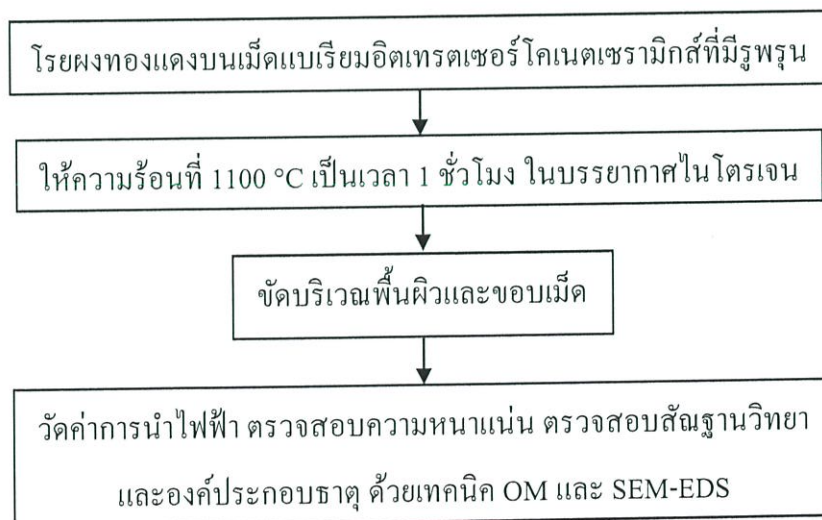 โรยผงทองแดงบนเม็ดแบเรียมอิตเทรตเซอร์โคเนตเซรามิกส์ที่มีรูพรุน
ให้ความร้อนที่ 1100 °C เป็นเวลา 1 ชั่วโมง ในบรรยากาศไนโตรเจน
ขัดบริเวณพื้นผิวและขอบเม็ด
วัดค่าการนำไฟฟ้า ตรวจสอบความหนาแน่น ตรวจสอบสัณฐานวิทยา
และองค์ประกอบธาตุ ด้วยเทคนิค OM และ SEM-EDS